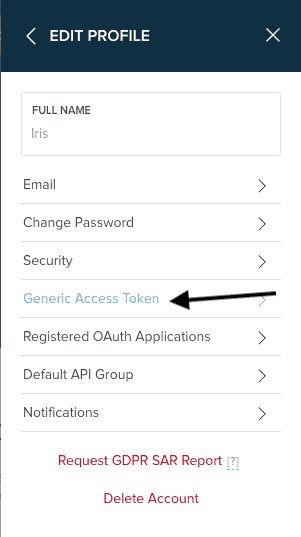 EDIT PROFILE
FULL NAME
Iris
Email
Change Password
Security
Generic Access Token
Registered OAuth Applications
Default API Group
Notifications
Request GDPR SAR Report [?]
Delete Account